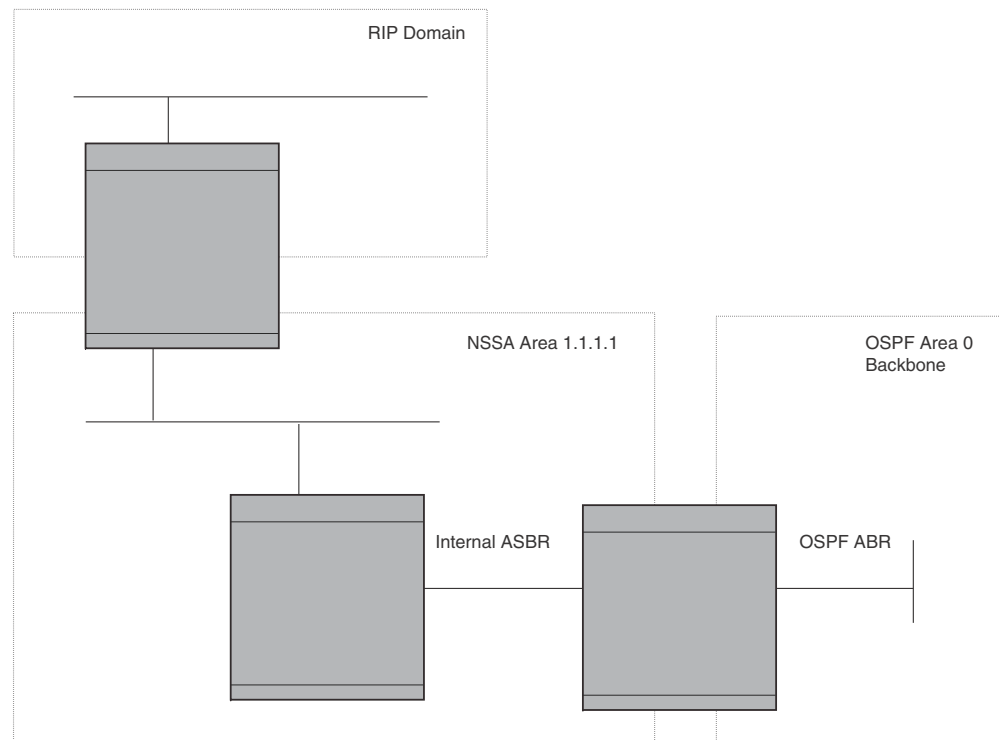 RIP Domain
NSSA Area 1.1.1.1
OSPF Area 0
Backbone
Internal ASBR
OSPF ABR